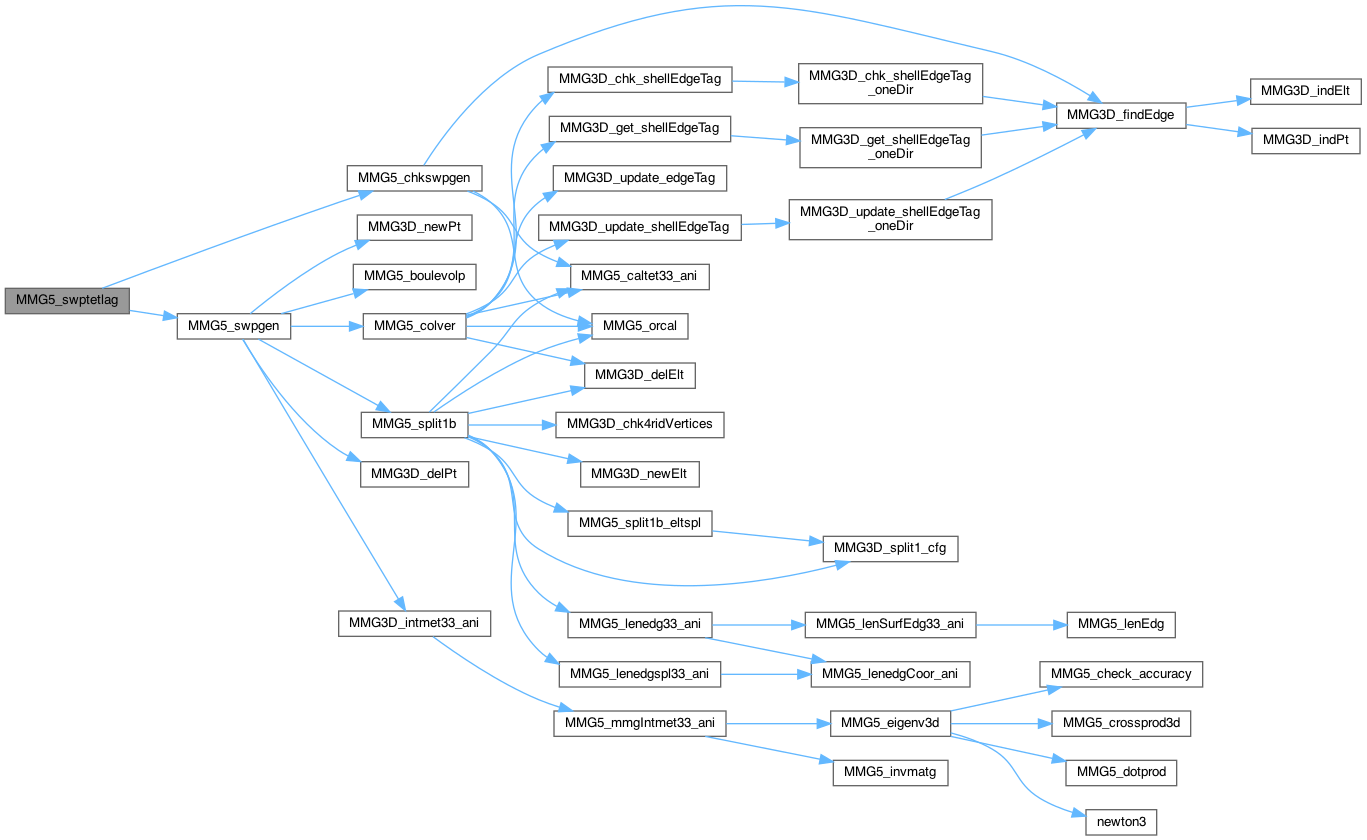 MMG5_swptetlag
MMG5_chkswpgen
MMG5_swpgen
MMG3D_newPt
MMG5_boulevolp
MMG5_colver
MMG5_split1b
MMG3D_delPt
MMG3D_intmet33_ani
MMG3D_chk_shellEdgeTag
MMG3D_get_shellEdgeTag
MMG3D_update_edgeTag
MMG3D_update_shellEdgeTag
MMG5_caltet33_ani
MMG5_orcal
MMG3D_delElt
MMG3D_chk4ridVertices
MMG3D_newElt
MMG5_split1b_eltspl
MMG5_lenedg33_ani
MMG5_lenedgspl33_ani
MMG5_mmgIntmet33_ani
MMG3D_chk_shellEdgeTag
_oneDir
MMG3D_get_shellEdgeTag
_oneDir
MMG3D_update_shellEdgeTag
_oneDir
MMG3D_split1_cfg
MMG5_lenSurfEdg33_ani
MMG5_lenedgCoor_ani
MMG5_eigenv3d
MMG5_invmatg
MMG3D_findEdge
MMG5_lenEdg
MMG5_check_accuracy
MMG5_crossprod3d
MMG5_dotprod
newton3
MMG3D_indElt
MMG3D_indPt